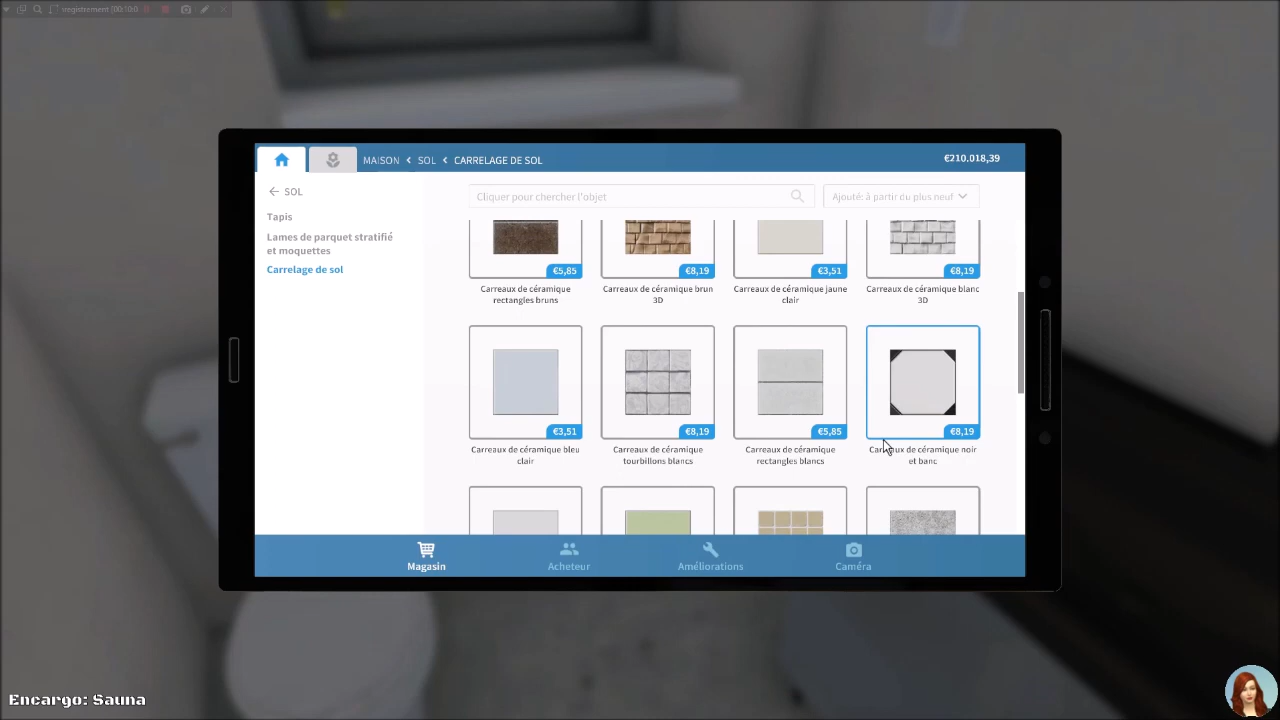 MAISON < SOL < CARRELAGE DE SOL
€210.018,39
SOL
Cliquer pour chercher l'objet
Ajouté: à partir du plus neuf
Tapis
Lames de parquet stratifié
et moquettes
Carrelage de sol
€5,85
€8,19
€3,51
€8,19
Carreaux de céramique
rectangles bruns
Carreaux de céramique brun
3D
Carreaux de céramique jaune
clair
Carreaux de céramique blanc
3D
€3,51
€8,19
€5,85
€8,19
Carreaux de céramique bleu
clair
Carreaux de céramique
tourbillons blancs
Carreaux de céramique
rectangles blancs
Carreaux de céramique noir
et banc
Magasin
Acheteur
Améliorations
Caméra
Encargo: Sauna